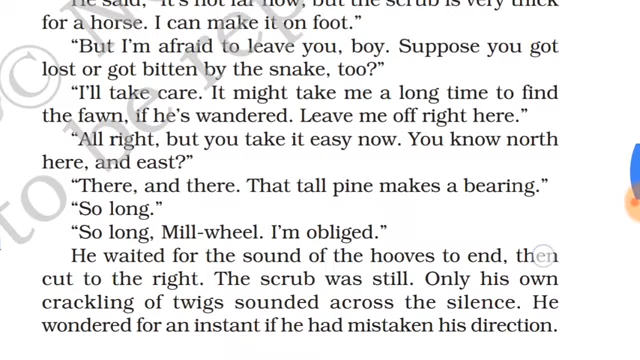 He said, "It's not far now, but the scrub is very thick
for a horse. I can make it on foot."
"But I'm afraid to leave you, boy. Suppose you got
lost or got bitten by the snake, too?"
"I'll take care. It might take me a long time to find
the fawn, if he's wandered. Leave me off right here."
"All right, but you take it easy now. You know north
here, and east?"
"There, and there. That tall pine makes a bearing."
"So long."
"So long, Mill-wheel. I'm obliged."
He waited for the sound of the hooves to end, then
cut to the right. The scrub was still. Only his own
crackling of twigs sounded across the silence. He
wondered for an instant if he had mistaken his direction.
© N
to be rep